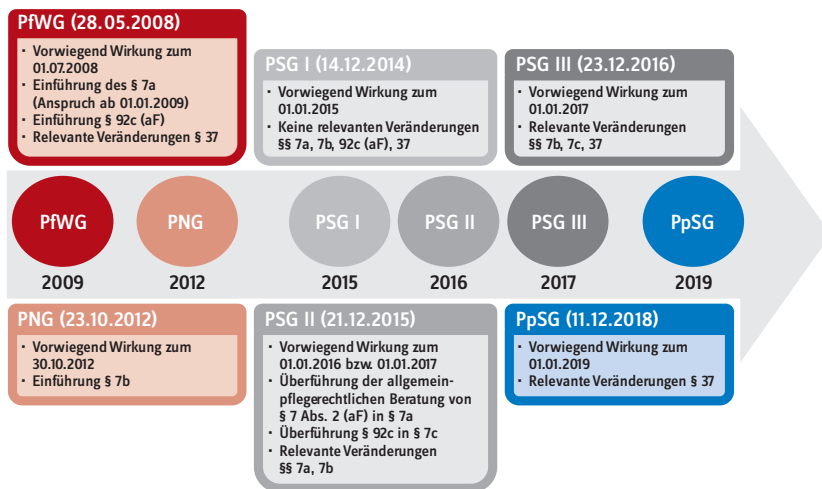 PfWG (28.05.2008)
· Vorwiegend Wirkung zum
01.07.2008
· Einführung des § 7a
(Anspruch ab 01.01.2009)
· Einführung § 92c (aF)
· Relevante Veränderungen § 37
PSG I (14.12.2014)
· Vorwiegend Wirkung zum
01.01.2015
· Keine relevanten Veränderungen
§§ 7a, 7b, 92c (aF), 37
PSG III (23.12.2016)
· Vorwiegend Wirkung zum
01.01.2017
· Relevante Veränderungen
§§ 7b, 7c, 37
PfWG
PNG
PSG I
PSG II
PSG III
PpSG
2009
2012
2015
2016
2017
2019
PNG (23.10.2012)
· Vorwiegend Wirkung zum
30.10.2012
· Einführung § 7b
PSG II (21.12.2015)
· Vorwiegend Wirkung zum
01.01.2016 bzw. 01.01.2017
· Überführung der allgemein-
pflegerechtlichen Beratung von
§ 7 Abs. 2 (aF) in § 7a
· Überführung § 92c in § 7c
· Relevante Veränderungen
§§ 7a, 7b
PpSG (11.12.2018)
· Vorwiegend Wirkung zum
01.01.2019
· Relevante Veränderungen § 37